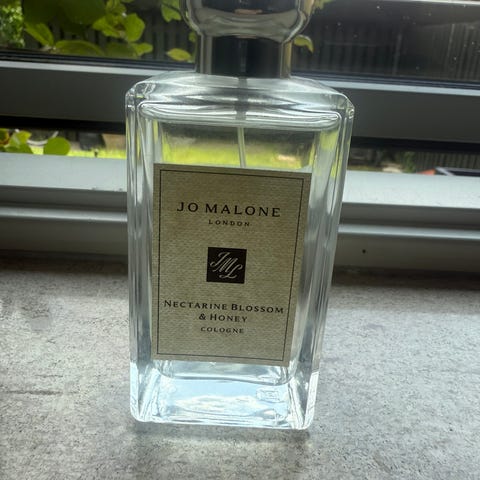 JO MALONE
LONDON
JML
NECTARINE BLOSSOM
& HONEY
COLOGNE